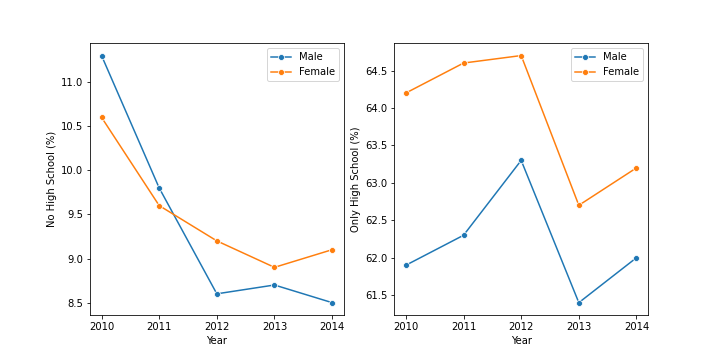 No High School (%)
11.0
10.5
10.0
9.5
9.0
8.5
2010 2011 2012 2013 2014
Year
Male
Female
Only High School (%)
64.5
64.0
63.5
63.0
62.5
62.0
61.5
2010 2011 2012 2013 2014
Year
Male
Female